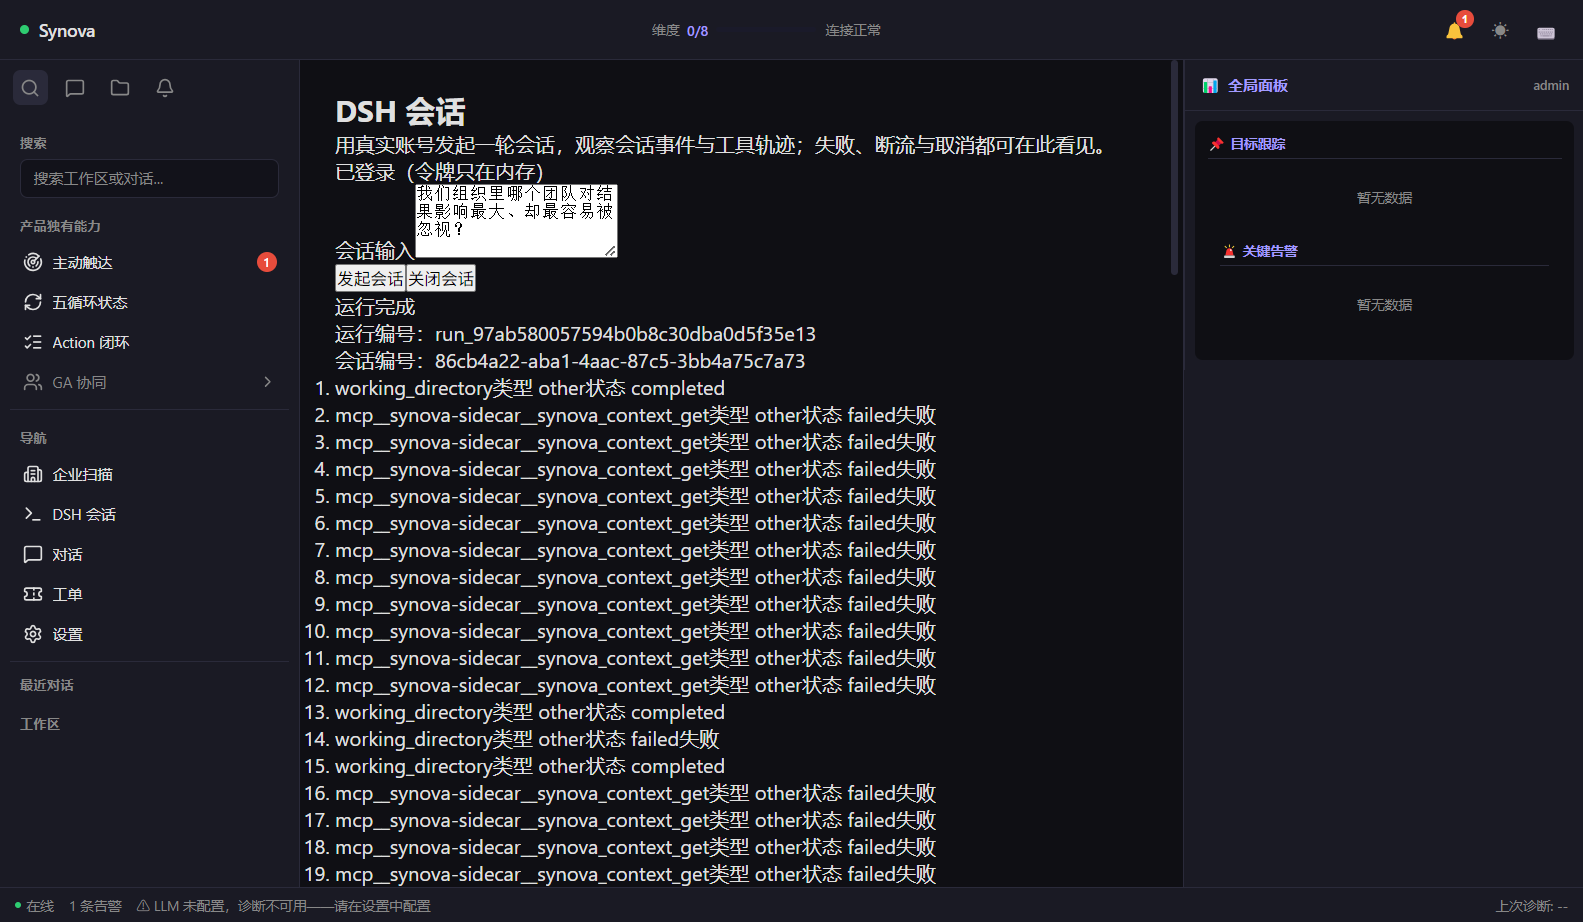 Synova
维度 0/8
连接正常
1
搜索
搜索工作区或对话...
产品独有能力
主动触达
1
五循环状态
Action 闭环
GA 协同
导航
企业扫描
DSH 会话
对话
工单
设置
最近对话
工作区
DSH 会话
用真实账号发起一轮会话，观察会话事件与工具轨迹；失败、断流与取消都可在此看见。
已登录（令牌只在内存）
会话输入
我们组织里哪个团队对结
果影响最大、却最容易被
忽视？
发起会话
关闭会话
运行完成
运行编号：run_97ab580057594b0b8c30dba0d5f35e13
会话编号：86cb4a22-aba1-4aac-87c5-3bb4a75c7a73
1. working_directory类型 other状态 completed
2. mcp__synova-sidecar__synova_context_get类型 other状态 failed失败
3. mcp__synova-sidecar__synova_context_get类型 other状态 failed失败
4. mcp__synova-sidecar__synova_context_get类型 other状态 failed失败
5. mcp__synova-sidecar__synova_context_get类型 other状态 failed失败
6. mcp__synova-sidecar__synova_context_get类型 other状态 failed失败
7. mcp__synova-sidecar__synova_context_get类型 other状态 failed失败
8. mcp__synova-sidecar__synova_context_get类型 other状态 failed失败
9. mcp__synova-sidecar__synova_context_get类型 other状态 failed失败
10. mcp__synova-sidecar__synova_context_get类型 other状态 failed失败
11. mcp__synova-sidecar__synova_context_get类型 other状态 failed失败
12. mcp__synova-sidecar__synova_context_get类型 other状态 failed失败
13. working_directory类型 other状态 completed
14. working_directory类型 other状态 failed失败
15. working_directory类型 other状态 completed
16. mcp__synova-sidecar__synova_context_get类型 other状态 failed失败
17. mcp__synova-sidecar__synova_context_get类型 other状态 failed失败
18. mcp__synova-sidecar__synova_context_get类型 other状态 failed失败
19. mcp__synova-sidecar__synova_context_get类型 other状态 failed失败
全局面板
admin
目标跟踪
暂无数据
关键告警
暂无数据
在线
1 条告警
LLM 未配置，诊断不可用——请在设置中配置
上次诊断: --